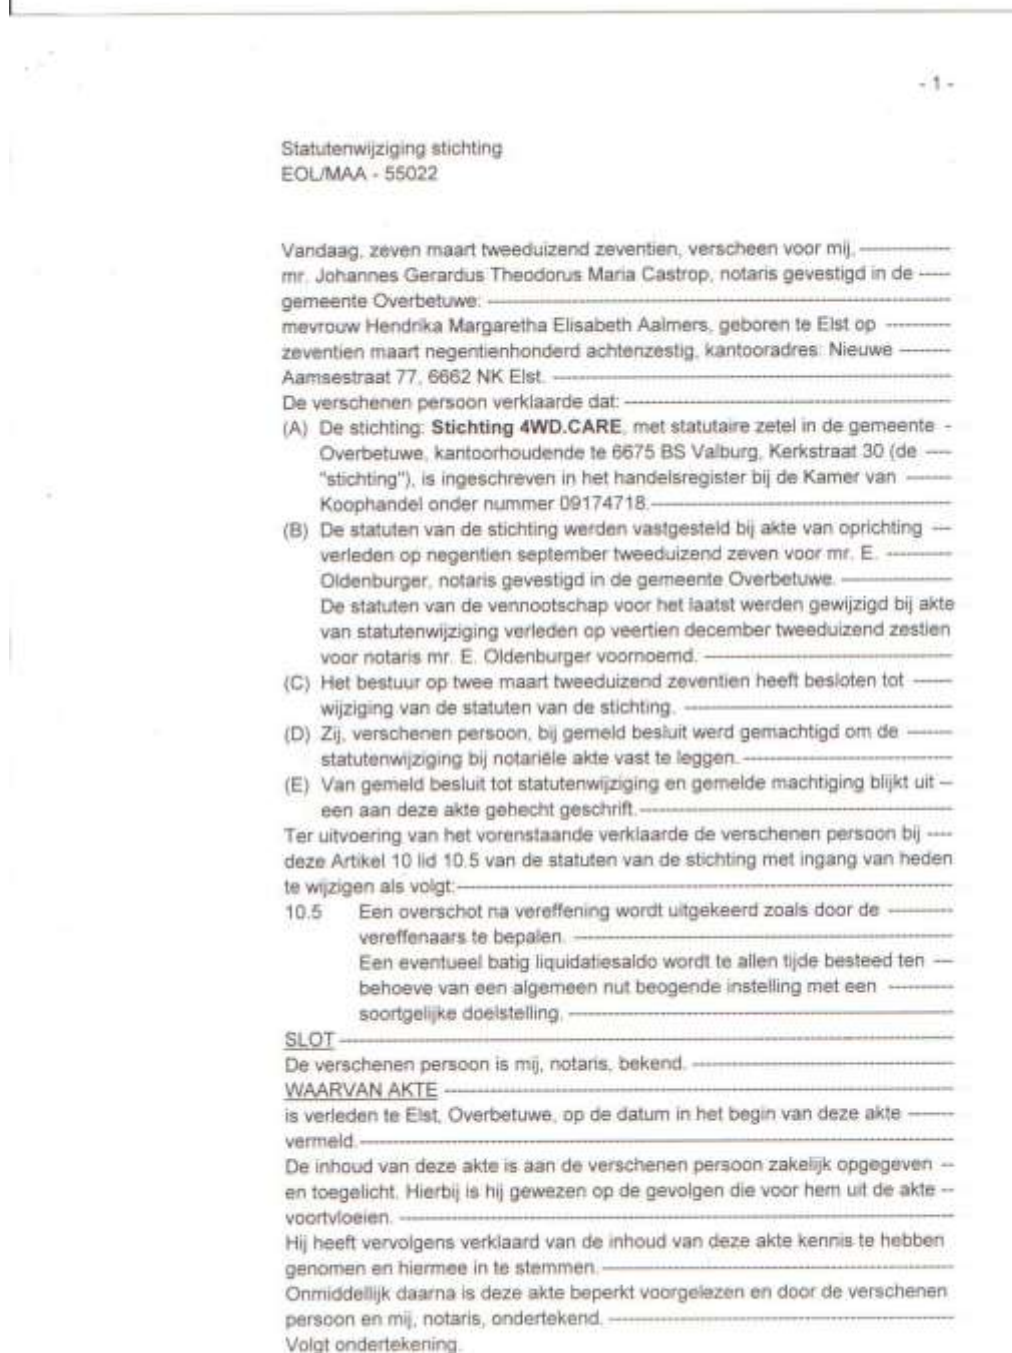 - 1 -
Statutenwijziging stichting
EOL/MAA - 55022
Vandaag, zeven maart tweeduizend zeventien, verscheen voor mij, ----------
mr. Johannes Gerardus Theodorus Maria Castrop, notaris gevestigd in de -----
gemeente Overbetuwe: ----------
mevrouw Hendrika Margaretha Elisabeth Aalmers, geboren te Elst op ----------
zeventien maart negentienhonderd achtenzestig, kantooradres: Nieuwe --------
Aamsestraat 77, 6662 NK Elst. ----------
De verschenen persoon verklaarde dat: ----------
(A) De stichting: Stichting 4WD.CARE, met statutaire zetel in de gemeente -
Overbetuwe, kantoorhoudende te 6675 BS Valburg, Kerkstraat 30 (de ----
"stichting"), is ingeschreven in het handelsregister bij de Kamer van -------
Koophandel onder nummer 09174718. ----------
(B) De statuten van de stichting werden vastgesteld bij akte van oprichting ---
verleden op negentien september tweeduizend zeven voor mr. E. ----------
Oldenburger, notaris gevestigd in de gemeente Overbetuwe. ----------
De statuten van de vennootschap voor het laatst werden gewijzigd bij akte
van statutenwijziging verleden op veertien december tweeduizend zestien
voor notaris mr. E. Oldenburger voornoemd. ----------
(C) Het bestuur op twee maart tweeduizend zeventien heeft besloten tot ------
wijziging van de statuten van de stichting. ----------
(D) Zij, verschenen persoon, bij gemeld besluit werd gemachtigd om de -------
statutenwijziging bij notariële akte vast te leggen. ----------
(E) Van gemeld besluit tot statutenwijziging en gemelde machtiging blijkt uit --
een aan deze akte gehecht geschrift. ----------
Ter uitvoering van het vorenstaande verklaarde de verschenen persoon bij ----
deze Artikel 10 lid 10.5 van de statuten van de stichting met ingang van heden
te wijzigen als volgt: ----------
10.5 Een overschot na vereffening wordt uitgekeerd zoals door de ----------
vereffenaars te bepalen. ----------
Een eventueel batig liquidatiesaldo wordt te allen tijde besteed ten ---
behoeve van een algemeen nut beogende instelling met een ----------
soortgelijke doelstelling. ----------
SLOT ----------
De verschenen persoon is mij, notaris, bekend. ----------
WAARVAN AKTE ----------
is verleden te Elst, Overbetuwe, op de datum in het begin van deze akte -------
vermeld. ----------
De inhoud van deze akte is aan de verschenen persoon zakelijk opgegeven --
en toegelicht. Hierbij is hij gewezen op de gevolgen die voor hem uit de akte --
voortvloeien. ----------
Hij heeft vervolgens verklaard van de inhoud van deze akte kennis te hebben
genomen en hiermee in te stemmen. ----------
Onmiddellijk daarna is deze akte beperkt voorgelezen en door de verschenen
persoon en mij, notaris, ondertekend. ----------
Volgt ondertekening.